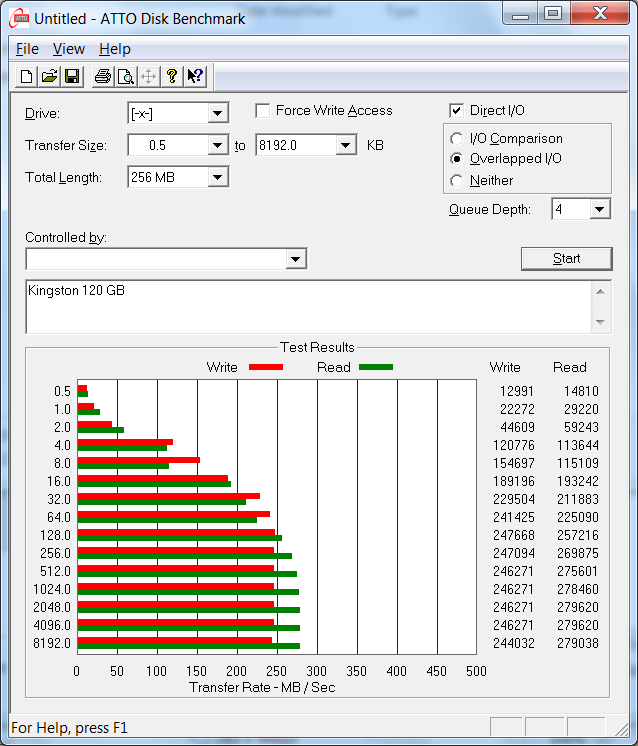 Untitled - ATTO Disk Benchmark
File View Help
Drive: [-x-] Force Write Access Direct I/O
Transfer Size: 0.5 to 8192.0 KB I/O Comparison
Overlapped I/O
Total Length: 256 MB Neither
Queue Depth: 4
Controlled by:
Start
Kingston 120 GB
Test Results
Write Read Write Read
0.5 12991 14810
1.0 22272 29220
2.0 44609 59243
4.0 120776 113644
8.0 154697 115109
16.0 189196 193242
32.0 229504 211883
64.0 241425 225090
128.0 247668 257216
256.0 247094 269875
512.0 246271 275601
1024.0 246271 278460
2048.0 246271 279620
4096.0 246271 279620
8192.0 244032 279038
0 50 100 150 200 250 300 350 400 450 500
Transfer Rate - MB / Sec
For Help, press F1